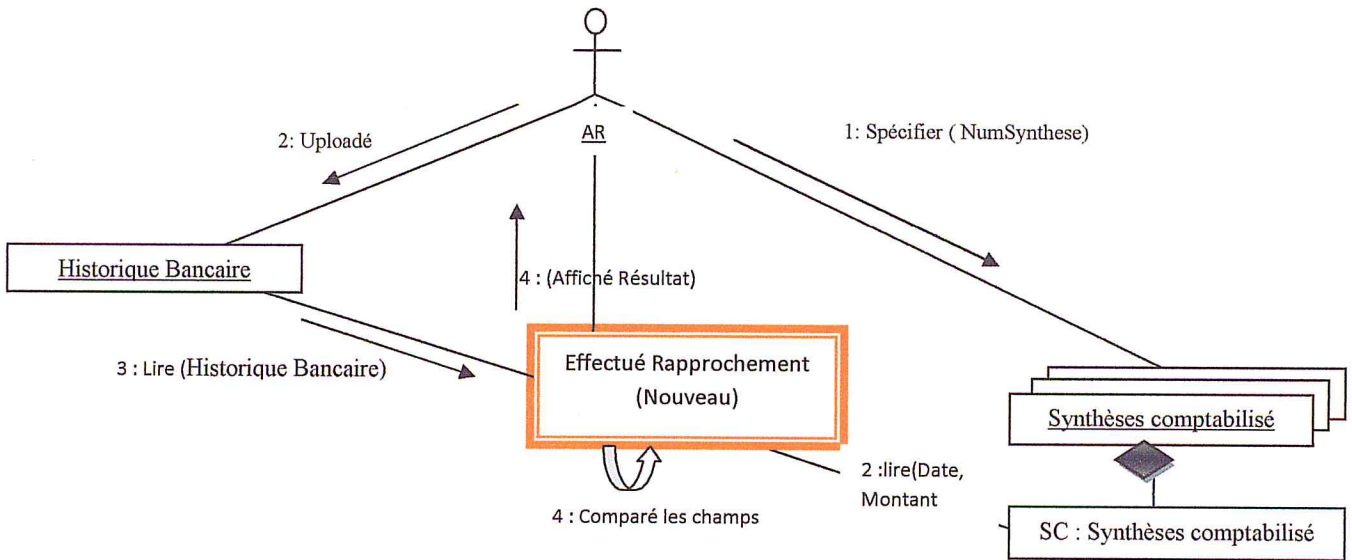 AR
2: Uploadé
1: Spécifier ( NumSynthese)
Historique Bancaire
4 : (Affiché Résultat)
3 : Lire (Historique Bancaire)
Effectué Rapprochement
(Nouveau)
Synthèses comptabilisé
2 :lire(Date,
Montant
4 : Comparé les champs
SC : Synthèses comptabilisé